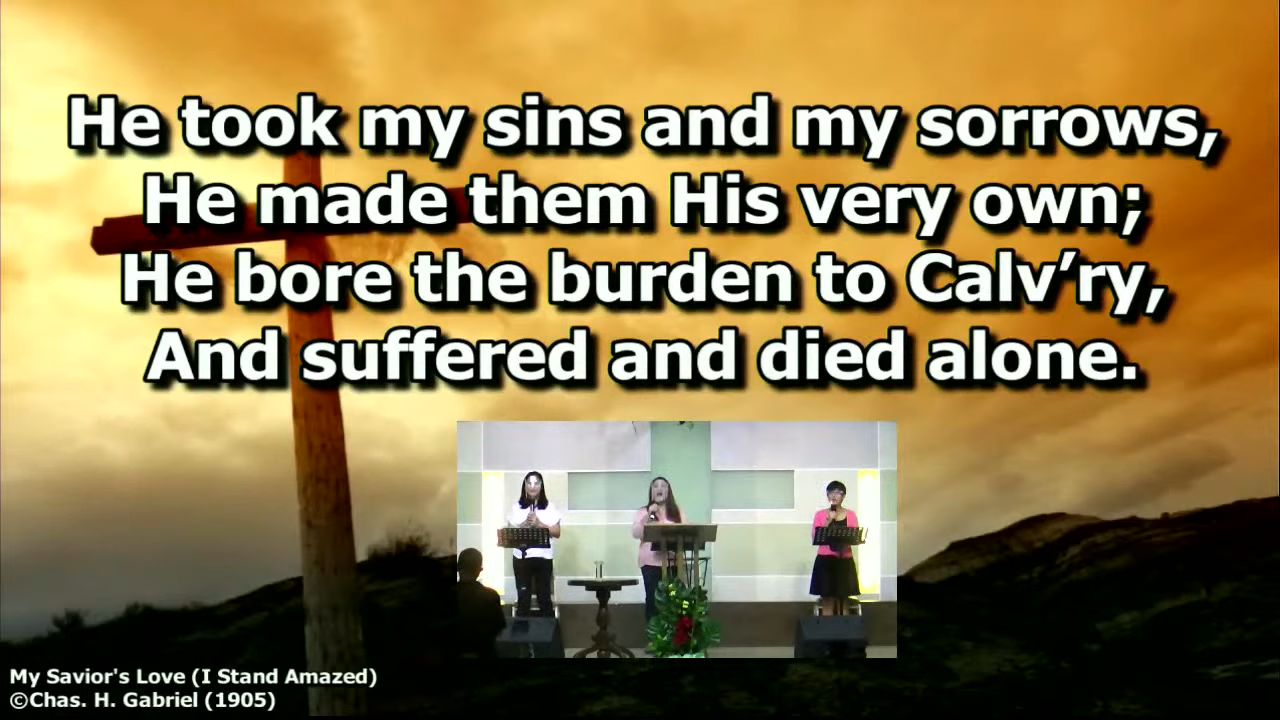 He took my sins and my sorrows,
He made them His very own;
He bore the burden to Calv’ry,
And suffered and died alone.
My Savior's Love (I Stand Amazed)
©Chas. H. Gabriel (1905)